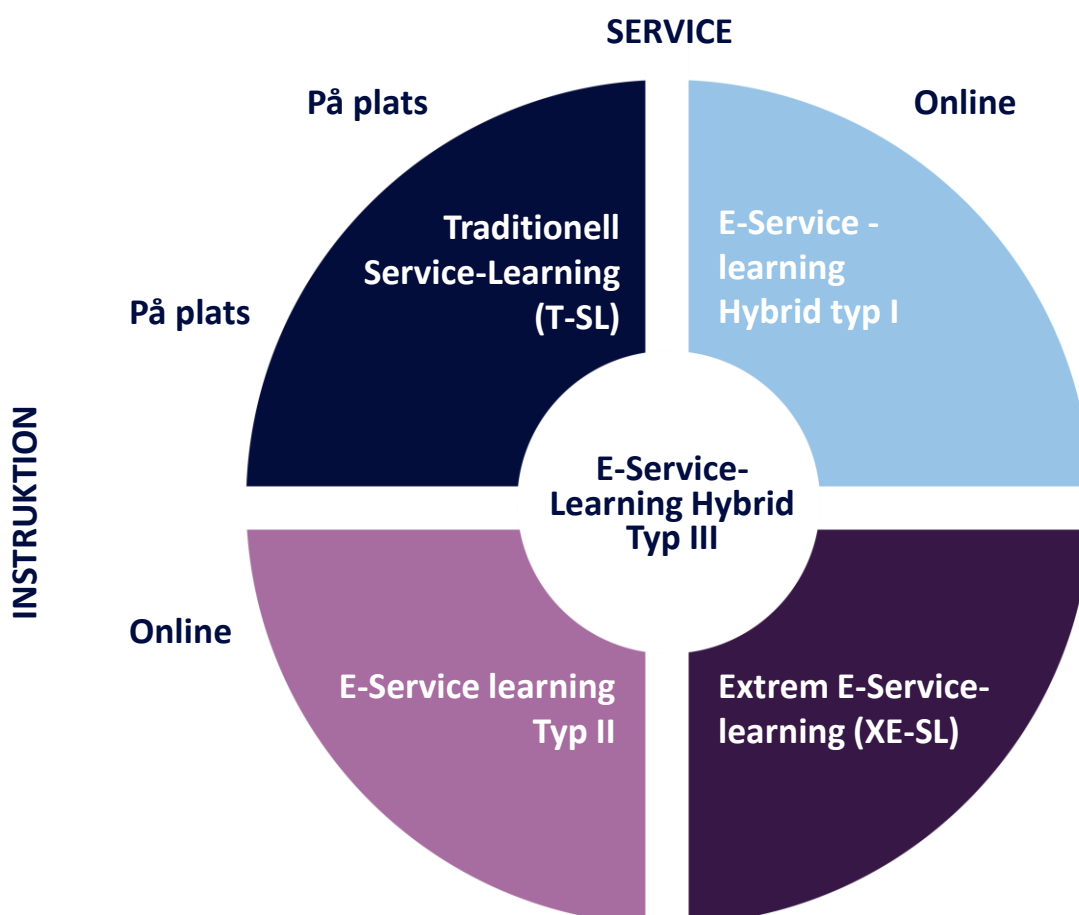 SERVICE
På plats
Online
Traditionell
Service-Learning
(T-SL)
E-Service -
learning
Hybrid typ I
På plats
INSTRUKTION
E-Service-
Learning Hybrid
Typ III
Online
E-Service learning
Typ II
Extrem E-Service-
learning (XE-SL)